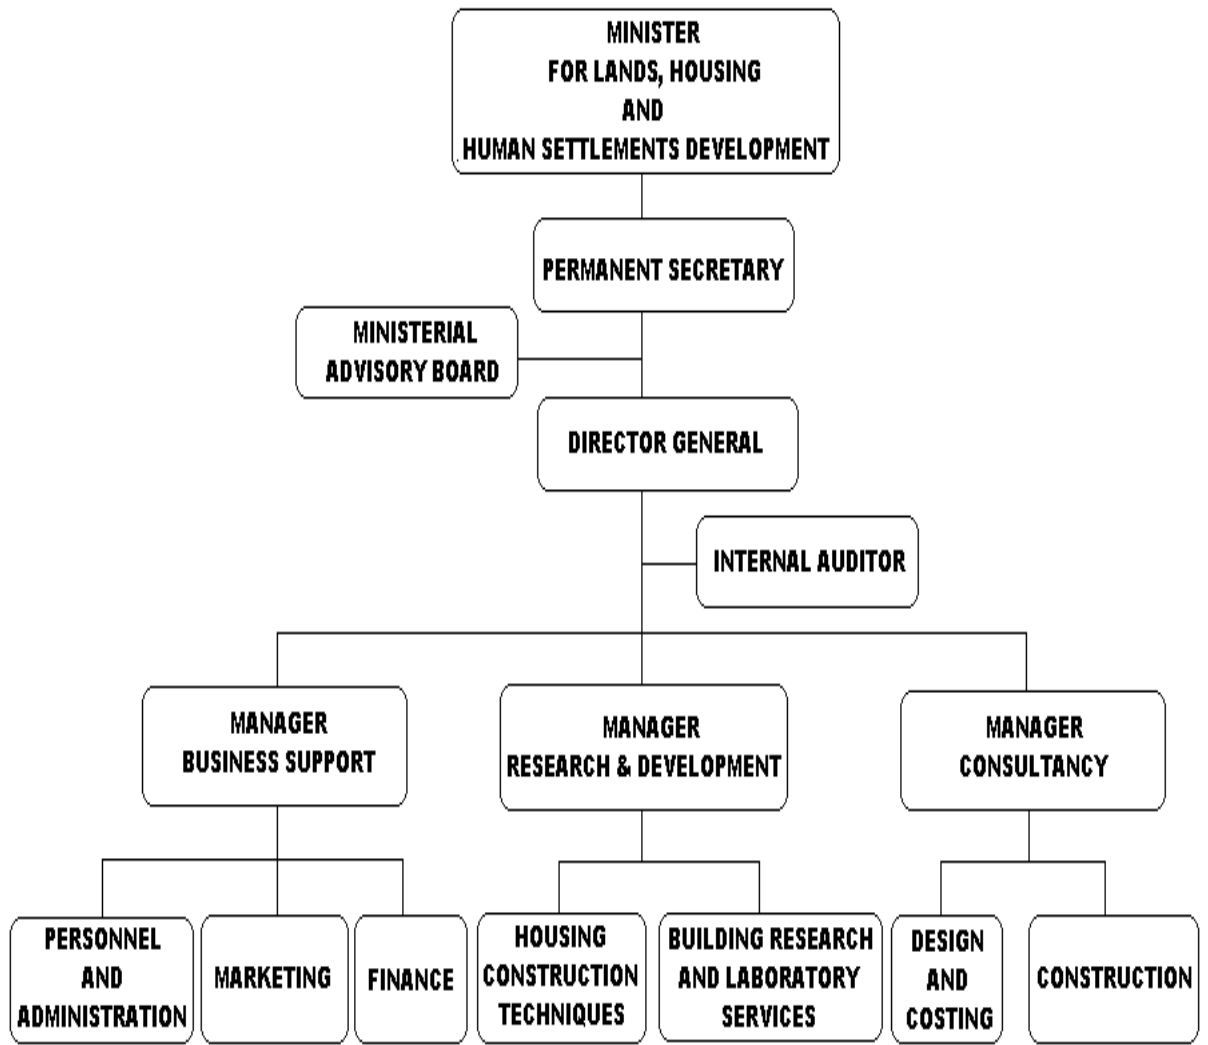 MINISTER
FOR LANDS, HOUSING
AND
HUMAN SETTLEMENTS DEVELOPMENT
PERMANENT SECRETARY
MINISTERIAL
ADVISORY BOARD
DIRECTOR GENERAL
INTERNAL AUDITOR
MANAGER
BUSINESS SUPPORT
MANAGER
RESEARCH & DEVELOPMENT
MANAGER
CONSULTANCY
PERSONNEL
AND
ADMINISTRATION
MARKETING
FINANCE
HOUSING
CONSTRUCTION
TECHNIQUES
BUILDING RESEARCH
AND LABORATORY
SERVICES
DESIGN
AND
COSTING
CONSTRUCTION